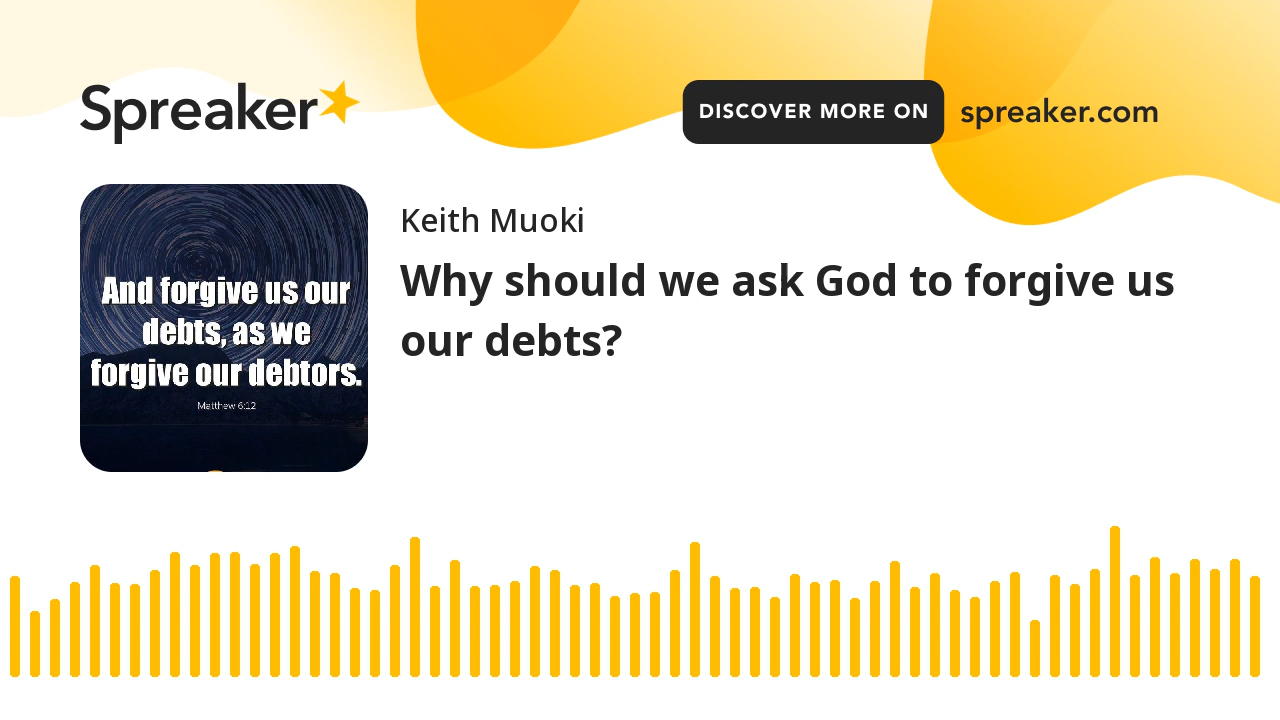 Spreaker
DISCOVER MORE ON
spreaker.com
And forgive us our
debts, as we
forgive our debtors.
Matthew 6:12
Keith Muoki
Why should we ask God to forgive us
our debts?